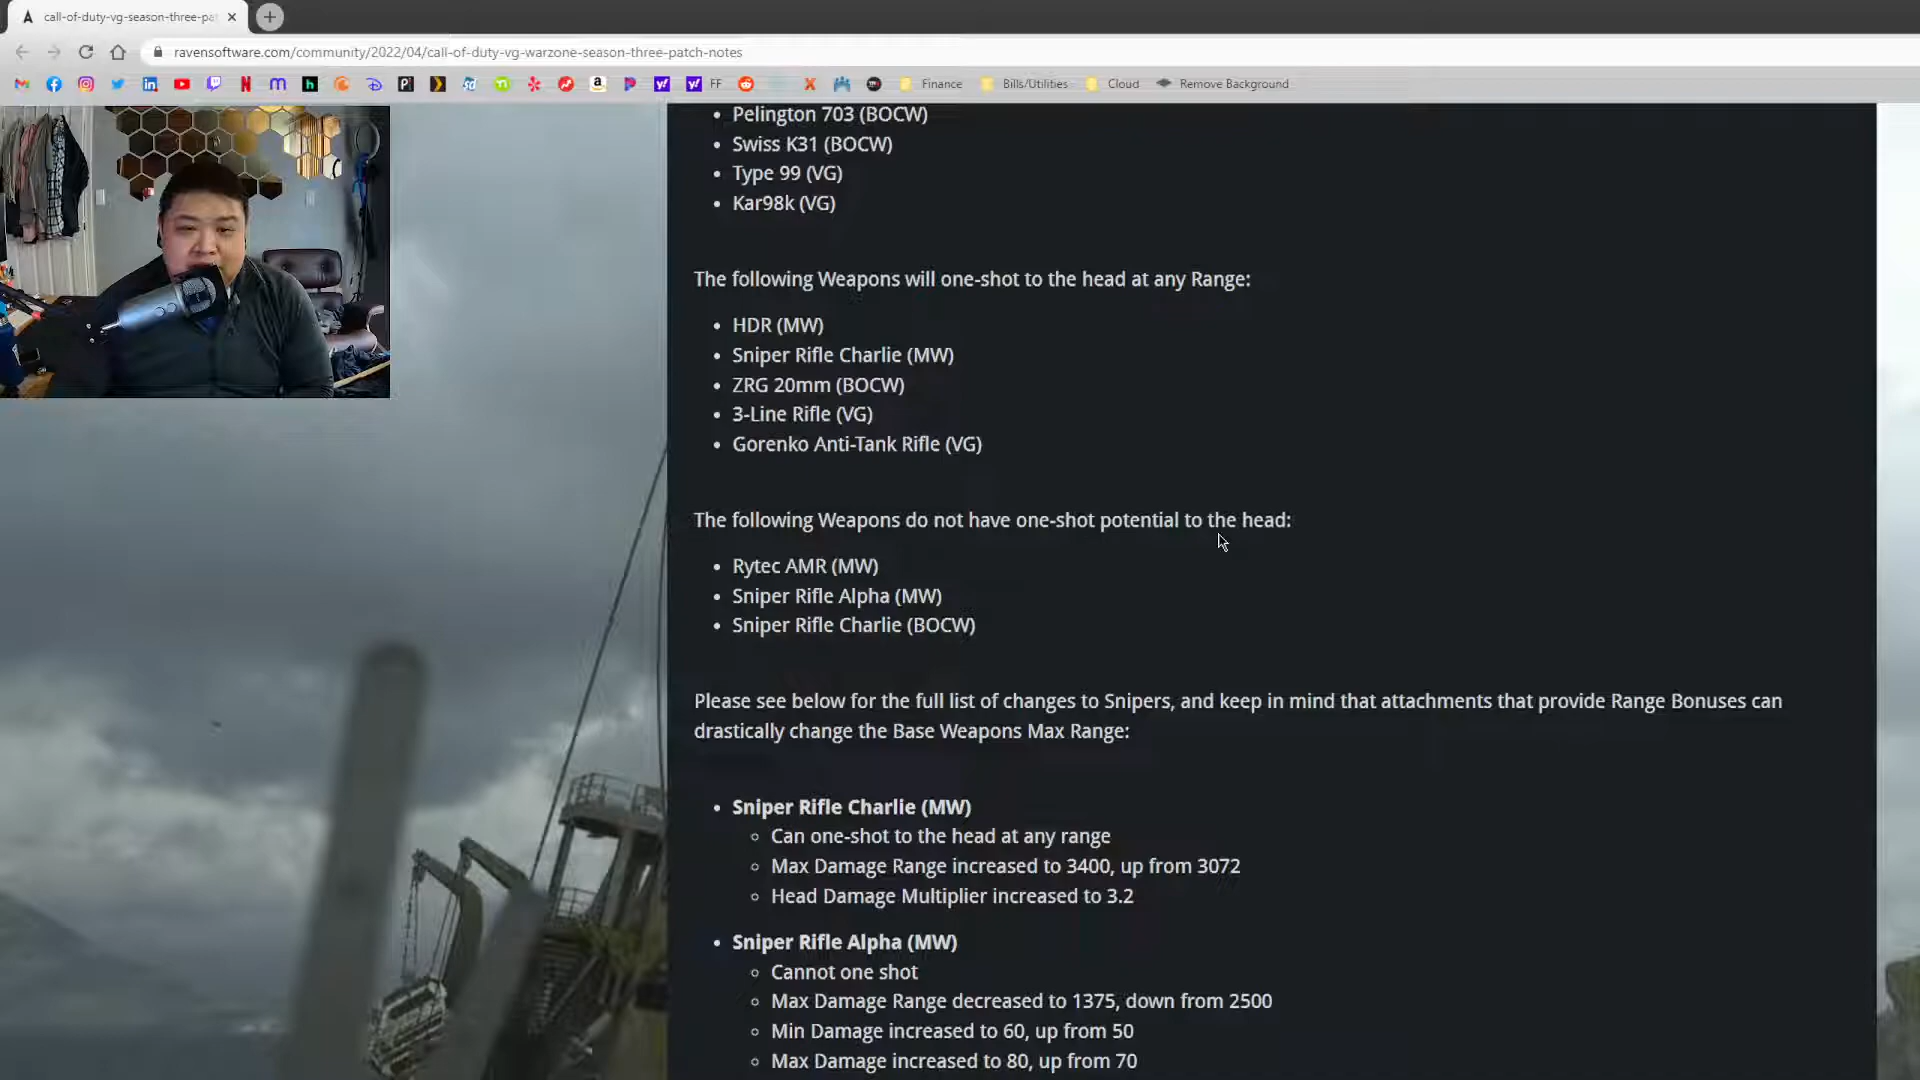 call-of-duty-vg-season-three-pat
ravensoftware.com/community/2022/04/call-of-duty-vg-warzone-season-three-patch-notes
FF
Finance
Bills/Utilities
Cloud
Remove Background
• Pelington 703 (BOCW)
• Swiss K31 (BOCW)
• Type 99 (VG)
• Kar98k (VG)
The following Weapons will one-shot to the head at any Range:
• HDR (MW)
• Sniper Rifle Charlie (MW)
• ZRG 20mm (BOCW)
• 3-Line Rifle (VG)
• Gorenko Anti-Tank Rifle (VG)
The following Weapons do not have one-shot potential to the head:
• Rytec AMR (MW)
• Sniper Rifle Alpha (MW)
• Sniper Rifle Charlie (BOCW)
Please see below for the full list of changes to Snipers, and keep in mind that attachments that provide Range Bonuses can
drastically change the Base Weapons Max Range:
• Sniper Rifle Charlie (MW)
◦ Can one-shot to the head at any range
◦ Max Damage Range increased to 3400, up from 3072
◦ Head Damage Multiplier increased to 3.2
• Sniper Rifle Alpha (MW)
◦ Cannot one shot
◦ Max Damage Range decreased to 1375, down from 2500
◦ Min Damage increased to 60, up from 50
◦ Max Damage increased to 80, up from 70